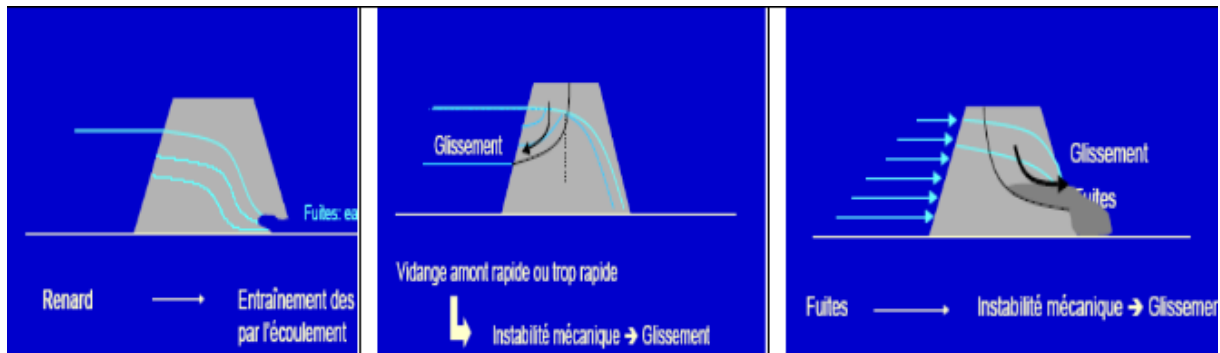 Fuites: ea
Renard
Entraînement des
par l'écoulement
Glissement
Vidange amont rapide ou trop rapide
Instabilité mécanique → Glissement
Glissement
Fuites
Fuites
Instabilité mécanique → Glissemer